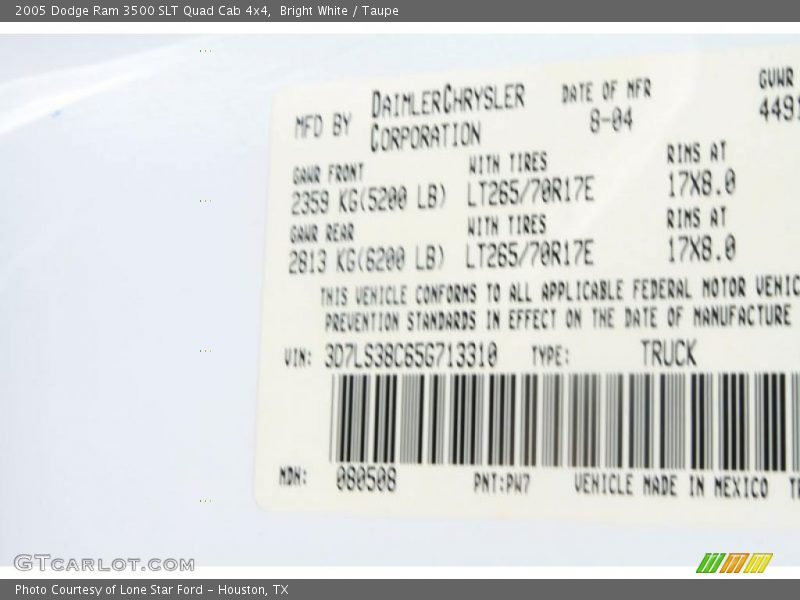 2005 Dodge Ram 3500 SLT Quad Cab 4x4, Bright White / Taupe
MFD BY DAIMLERCHRYSLER CORPORATION DATE OF MFR 8-04 GVWR 4491
GAWR FRONT WITH TIRES RIMS AT
2359 KG(5200 LB) LT265/70R17E 17X8.0
GAWR REAR WITH TIRES RIMS AT
2813 KG(6200 LB) LT265/70R17E 17X8.0
THIS VEHICLE CONFORMS TO ALL APPLICABLE FEDERAL MOTOR VEHIC
PREVENTION STANDARDS IN EFFECT ON THE DATE OF MANUFACTURE
VIN: 3D7LS38C65G713310 TYPE: TRUCK
MDH: 080508 PNT:PW7 VEHICLE MADE IN MEXICO
GTCARLOT.COM
Photo Courtesy of Lone Star Ford - Houston, TX